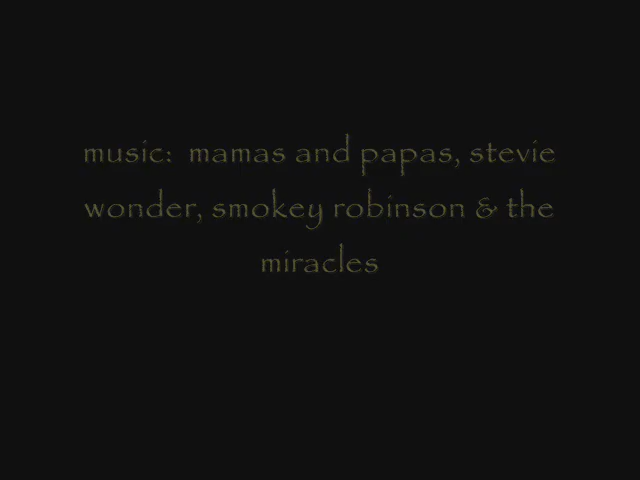 music:  mamas and papas, stevie
wonder, smokey robinson & the
miracles